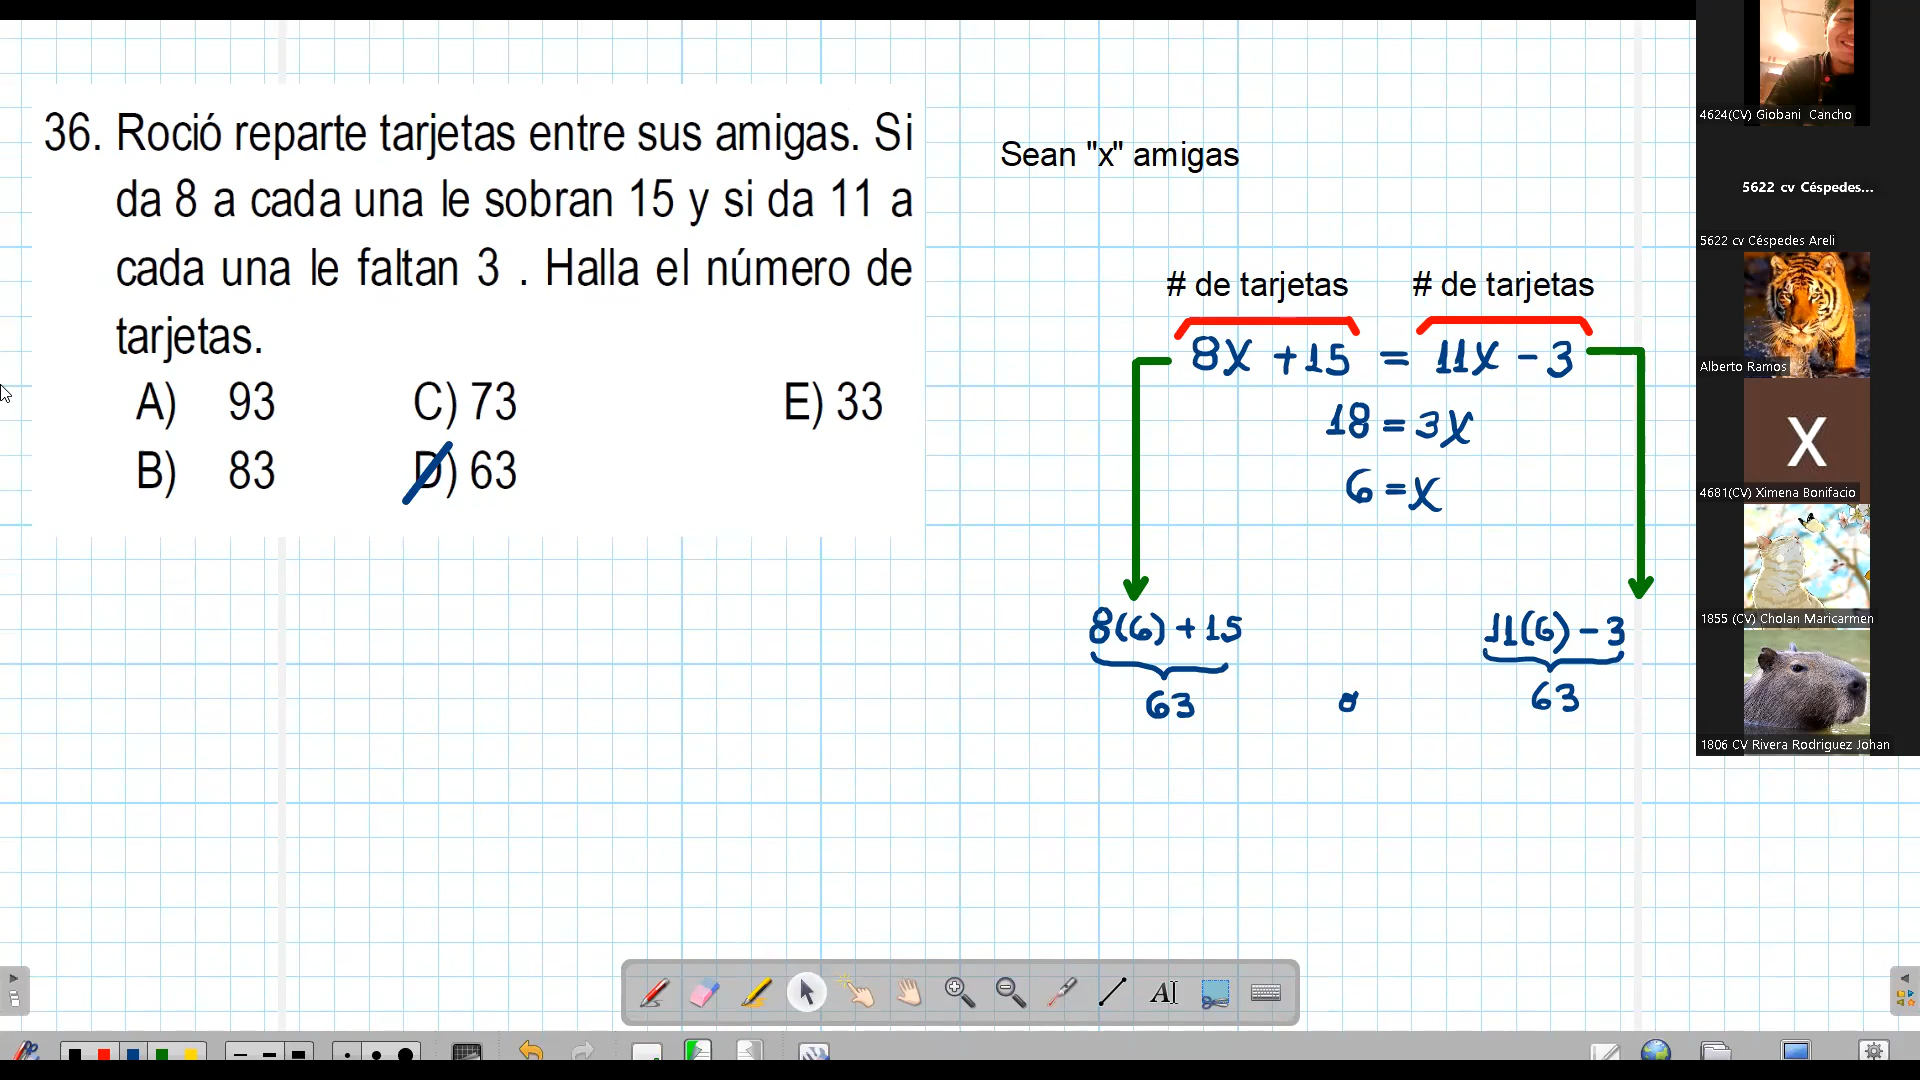 36. Roció reparte tarjetas entre sus amigas. Si
da 8 a cada una le sobran 15 y si da 11 a
cada una le faltan 3 . Halla el número de
tarjetas.
A) 93 C) 73 E) 33
B) 83 D) 63
Sean "x" amigas
# de tarjetas # de tarjetas
8x + 15 = 11x - 3
18 = 3x
6 = x
8(6) + 15 11(6) - 3
63 o 63
4624(CV) Giobani Cancho
5622 cv Céspedes...
5622 cv Céspedes Areli
Alberto Ramos
X
4681(CV) Ximena Bonifacio
1855 (CV) Cholan Maricarmen
1806 CV Rivera Rodriguez Johan